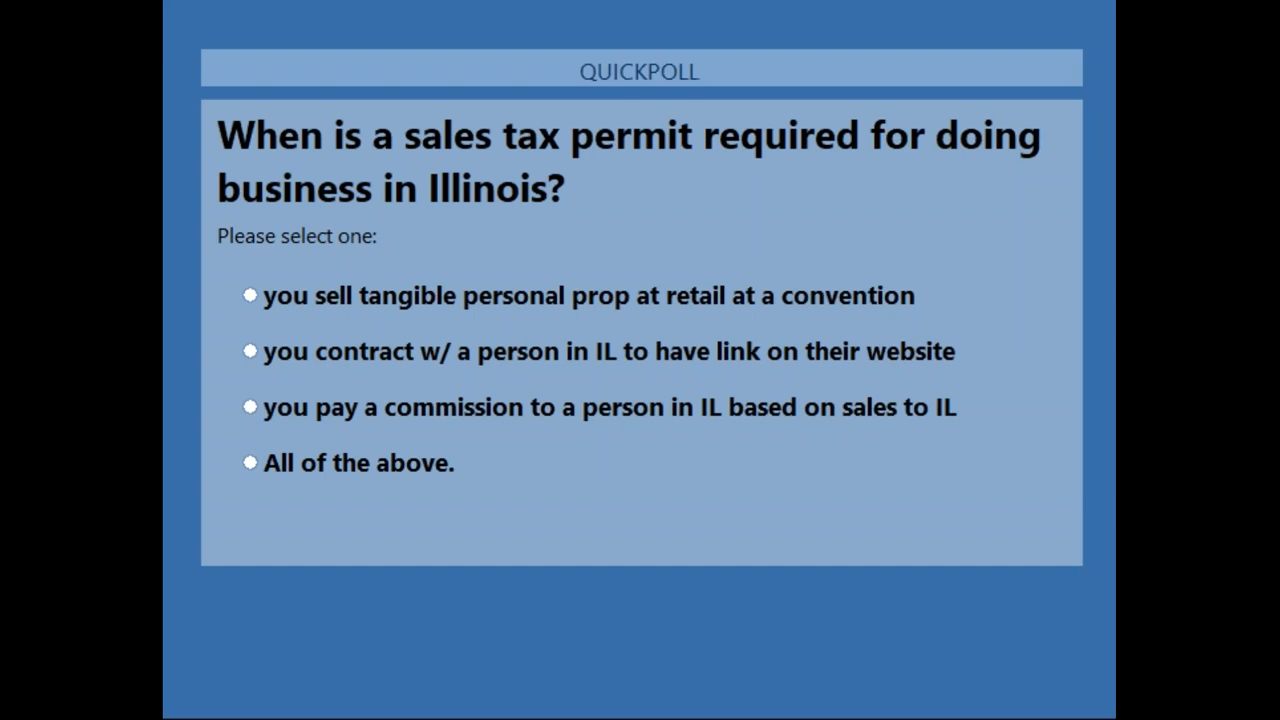 QUICKPOLL
When is a sales tax permit required for doing
business in Illinois?
Please select one:
you sell tangible personal prop at retail at a convention
you contract w/ a person in IL to have link on their website
you pay a commission to a person in IL based on sales to IL
All of the above.